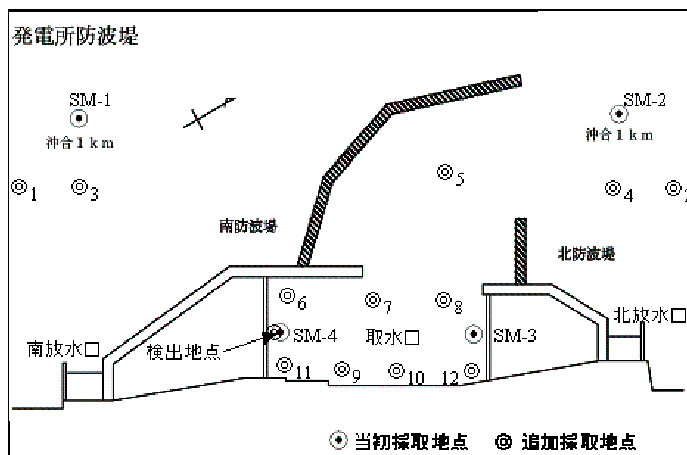 発電所防波堤
SM-1
沖合1km
SM-2
沖合1km
1
3
5
4
2
南防波堤
北防波堤
6
7
8
南放水口
検出地点
SM-4
取水口
SM-3
北放水口
11
9
10
12
当初採取地点
追加採取地点